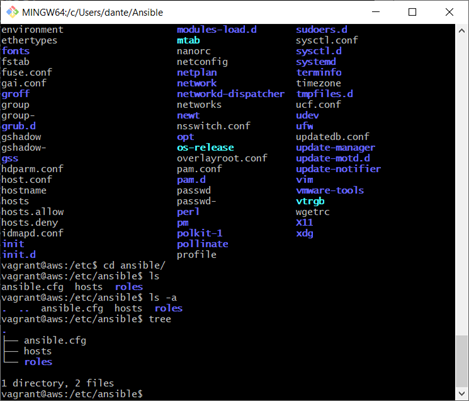 MINGW64:/c/Users/dante/Ansible
environment modules-load.d sudoers.d
ethertypes mtab sysctl.conf
fonts nanorc sysctl.d
fstab netconfig systemd
fuse.conf netplan terminfo
gai.conf network timezone
groff networkd-dispatcher tmpfiles.d
group networks ucf.conf
group- newt udev
grub.d nsswitch.conf ufw
gshadow opt updatedb.conf
gshadow- os-release update-manager
gss overlayroot.conf update-motd.d
hdparm.conf pam.conf update-notifier
host.conf pam.d vim
hostname passwd vmware-tools
hosts passwd- vtrgb
hosts.allow perl wgetrc
hosts.deny pm X11
idmapd.conf polkit-1 xdg
init pollinate
init.d profile
vagrant@aws:/etc$ cd ansible/
vagrant@aws:/etc/ansible$ ls
ansible.cfg hosts roles
vagrant@aws:/etc/ansible$ ls -a
. .. ansible.cfg hosts roles
vagrant@aws:/etc/ansible$ tree
.
├── ansible.cfg
├── hosts
└── roles
1 directory, 2 files
vagrant@aws:/etc/ansible$